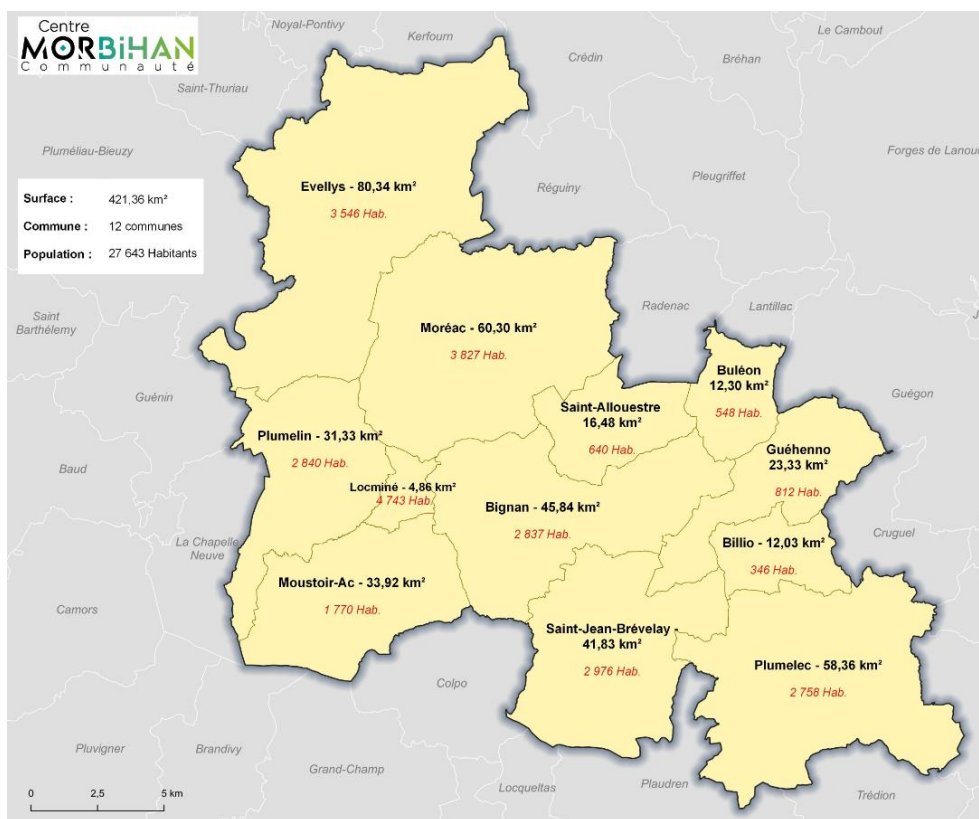 Centre
MORBiHAN
Communauté
Noyal-Pontivy
Kerfourn
Le Cambout
Crédin
Bréhan
Saint-Thuriau
Pluméliau-Bieuzy
Forges de Lanoué
Pleugriffet
Réguiny
Surface : 421,36 km²
Commune : 12 communes
Population : 27 643 Habitants
Evellys - 80,34 km²
3 546 Hab.
Saint
Barthélemy
Radenac
Lantillac
Moréac - 60,30 km²
3 827 Hab.
Buléon
12,30 km²
548 Hab.
Guénin
Guégon
Saint-Allouestre
16,48 km²
640 Hab.
Plumelin - 31,33 km²
2 840 Hab.
Guéhenno
23,33 km²
812 Hab.
Baud
Locminé - 4,86 km²
4 743 Hab.
Bignan - 45,84 km²
2 837 Hab.
Cruguel
La Chapelle
Neuve
Billio - 12,03 km²
346 Hab.
Moustoir-Ac - 33,92 km²
1 770 Hab.
Camors
Saint-Jean-Brévelay -
41,83 km²
2 976 Hab.
Plumelec - 58,36 km²
2 758 Hab.
Colpo
Pluvigner
Brandivy
Grand-Champ
Locqueltas
Plaudren
Trédion
0 2,5 5 km